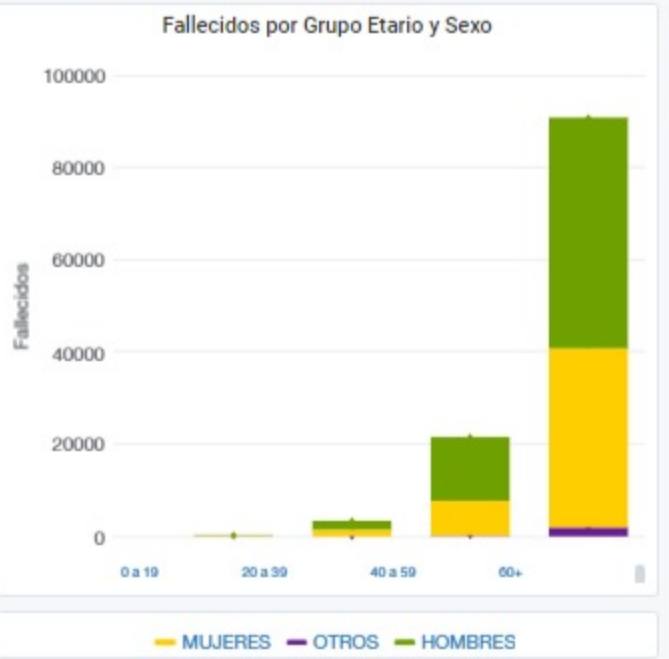 Fallecidos por Grupo Etario y Sexo
100000
80000
60000
40000
20000
0
Fallecidos
0 a 19 20 a 39 40 a 59 60+
MUJERES OTROS HOMBRES